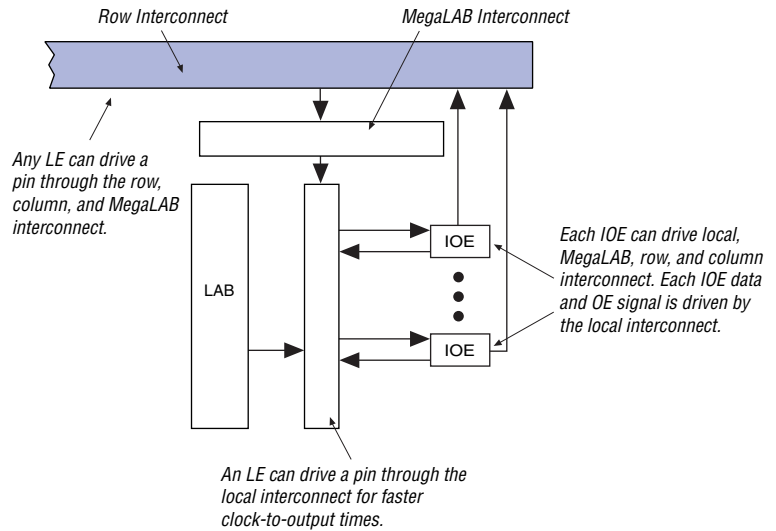 Row Interconnect
MegaLAB Interconnect
Any LE can drive a
pin through the row,
column, and MegaLAB
interconnect.
LAB
IOE
IOE
Each IOE can drive local,
MegaLAB, row, and column
interconnect. Each IOE data
and OE signal is driven by
the local interconnect.
An LE can drive a pin through the
local interconnect for faster
clock-to-output times.